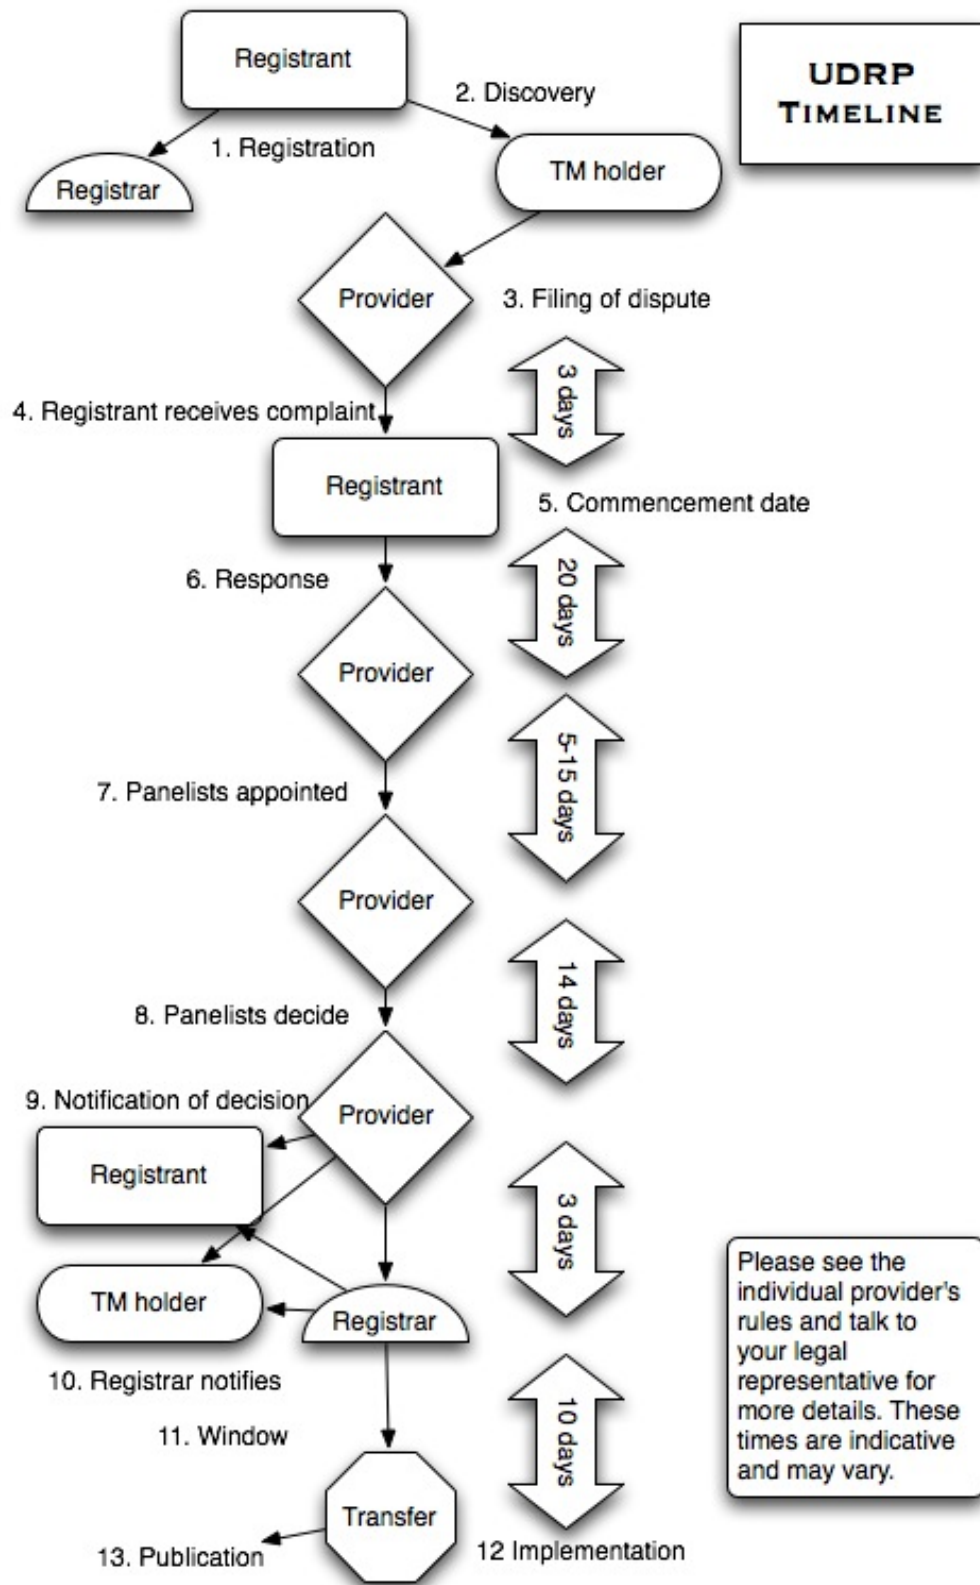 Registrant
UDRP
TIMELINE
2. Discovery
1. Registration
TM holder
Registrar
Provider
3. Filing of dispute
3 days
4. Registrant receives complaint
Registrant
5. Commencement date
20 days
6. Response
Provider
5-15 days
7. Panelists appointed
Provider
14 days
8. Panelists decide
9. Notification of decision
Provider
Registrant
3 days
TM holder
Registrar
10. Registrar notifies
Please see the
individual provider's
rules and talk to
your legal
representative for
more details. These
times are indicative
and may vary.
11. Window
10 days
Transfer
12 Implementation
13. Publication